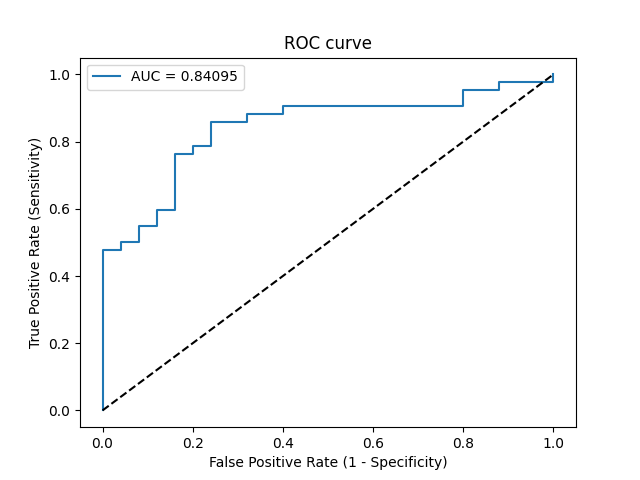 ROC curve
AUC = 0.84095
True Positive Rate (Sensitivity)
1.0
0.8
0.6
0.4
0.2
0.0
0.0 0.2 0.4 0.6 0.8 1.0
False Positive Rate (1 - Specificity)